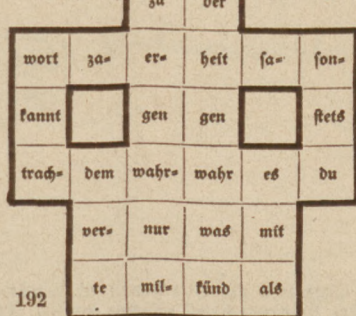 zu der
wort za- er- heit sa- son-
kannt gen gen stets
trach- dem wahr- wahr es du
ver- nur was mit
192 te mil- künd als